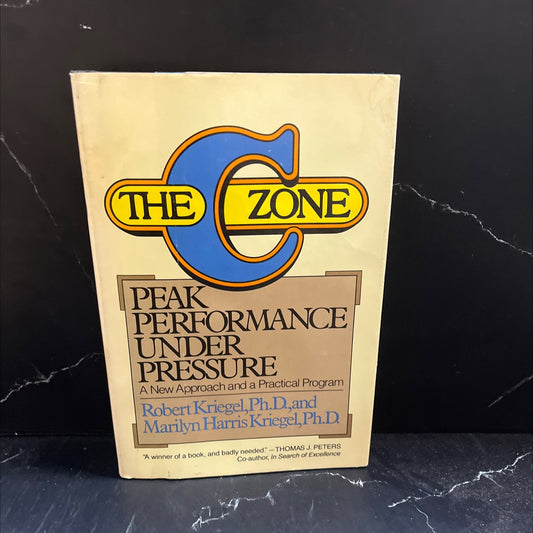 THE C ZONE
PEAK
PERFORMANCE
UNDER
PRESSURE
A New Approach and a Practical Program
Robert Kriegel, Ph.D., and
Marilyn Harris Kriegel, Ph.D.
"A winner of a book, and badly needed." —THOMAS J. PETERS
Co-author, In Search of Excellence